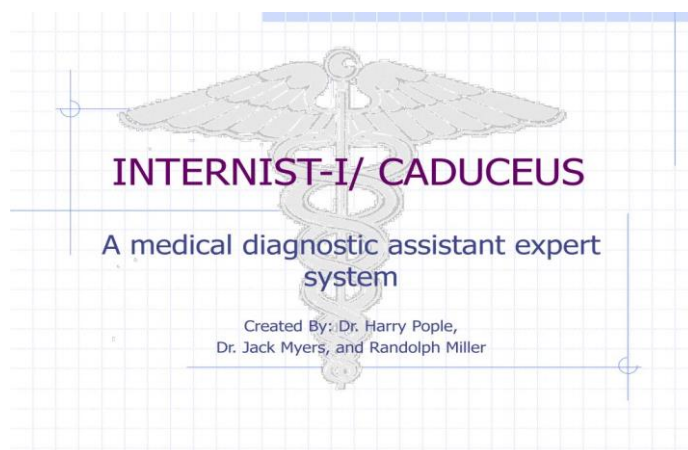 INTERNIST-I/ CADUCEUS
A medical diagnostic assistant expert
system
Created By: Dr. Harry Pople,
Dr. Jack Myers, and Randolph Miller